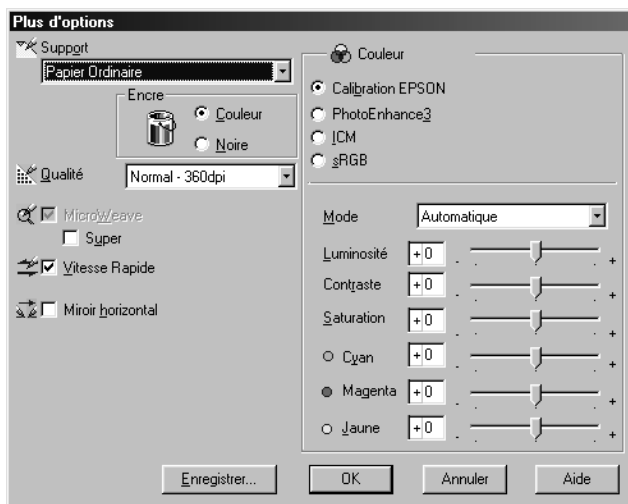 Plus d'options
Support
Papier Ordinaire
Encre
Couleur
Noire
Qualité
Normal - 360dpi
MicroWeave
Super
Vitesse Rapide
Miroir horizontal
Couleur
Calibration EPSON
PhotoEnhance3
ICM
sRGB
Mode
Automatique
Luminosité +0 - +
Contraste +0 - +
Saturation +0 - +
Cyan +0 - +
Magenta +0 - +
Jaune +0 - +
Enregistrer... OK Annuler Aide